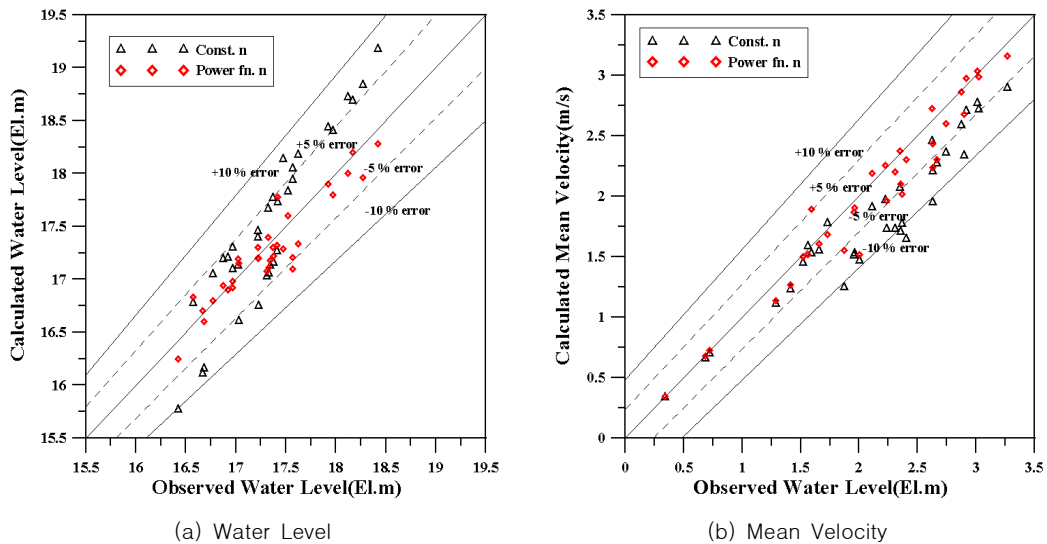 19.5
19
18.5
18
17.5
17
16.5
16
15.5
Calculated Water Level(El.m)
Const. n
Power fn. n
+5 % error
+10 % error
-5 % error
-10 % error
15.5 16 16.5 17 17.5 18 18.5 19 19.5
Observed Water Level(El.m)
(a) Water Level
3.5
3
2.5
2
1.5
1
0.5
0
Calculated Mean Velocity(m/s)
Const. n
Power fn. n
+10 % error
+5 % error
-5 % error
-10 % error
0 0.5 1 1.5 2 2.5 3 3.5
Observed Water Level(El.m)
(b) Mean Velocity